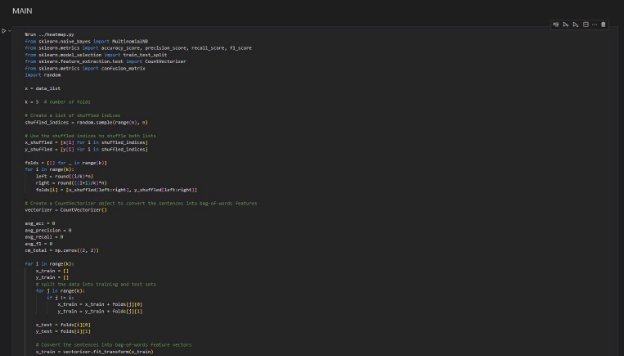 MAIN
%run ../heatmap.py
from sklearn.naive_bayes import MultinomialNB
from sklearn.metrics import accuracy_score, precision_score, recall_score, f1_score
from sklearn.model_selection import train_test_split
from sklearn.feature_extraction.text import CountVectorizer
from sklearn.metrics import confusion_matrix
import random
x = data_list
k = 5 # number of folds
# Create a list of shuffled indices
shuffled_indices = random.sample(range(n), n)
# Use the shuffled indices to shuffle both lists
x_shuffled = [x[i] for i in shuffled_indices]
y_shuffled = [y[i] for i in shuffled_indices]
folds = [[] for _ in range(k)]
for i in range(k):
left = round((i/k)*n)
right = round(((i+1)/k)*n)
folds[i] = [x_shuffled[left:right], y_shuffled[left:right]]
# Create a CountVectorizer object to convert the sentences into bag-of-words features
vectorizer = CountVectorizer()
avg_acc = 0
avg_precision = 0
avg_recall = 0
avg_f1 = 0
cm_total = np.zeros((2, 2))
for i in range(k):
x_train = []
y_train = []
# Split the data into training and test sets
for j in range(k):
if j != i:
x_train = x_train + folds[j][0]
y_train = y_train + folds[j][1]
x_test = folds[i][0]
y_test = folds[i][1]
# Convert the sentences into bag-of-words feature vectors
x_train = vectorizer.fit_transform(x_train)